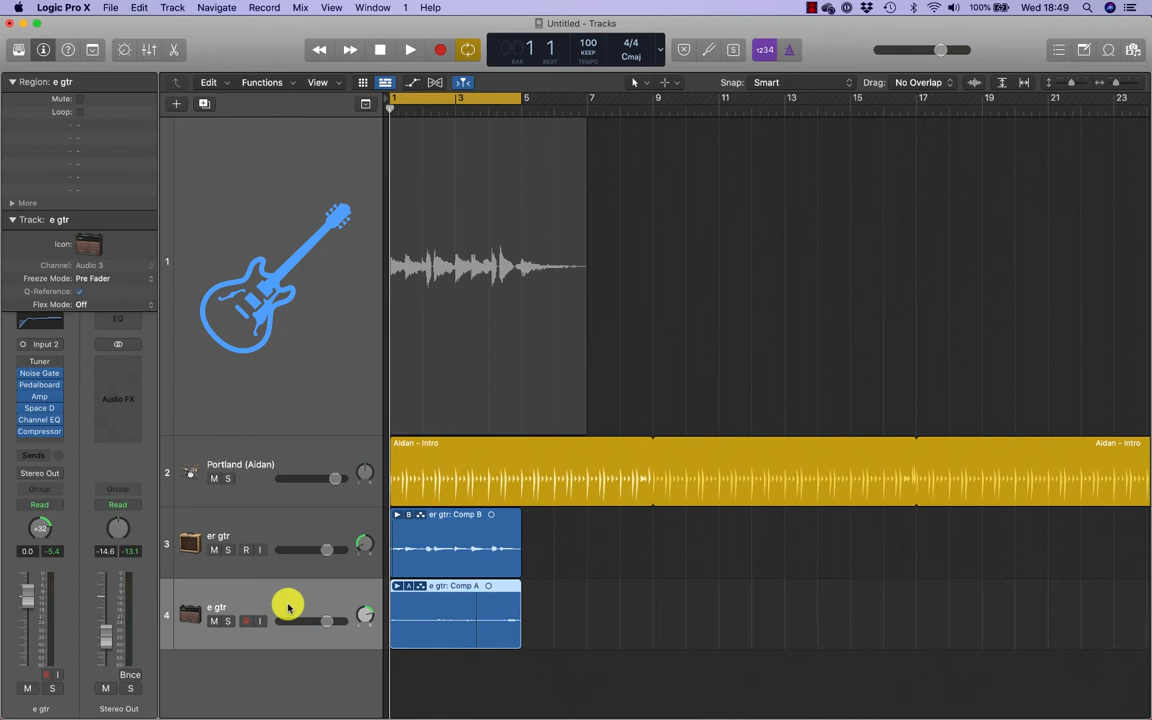 Logic Pro X File Edit Track Navigate Record Mix View Window 1 Help 100% Wed 18:49
Untitled - Tracks
001 1 100 4/4
BAR BEAT KEEP TEMPO Cmaj
1234 S
Region: e gtr
Edit Functions View Snap: Smart Drag: No Overlap
Mute:
Loop:
1 3 5 7 9 11 13 15 17 19 21 23
More
Track: e gtr
Icon:
Channel: Audio 3
Freeze Mode: Pre Fader
Q-Reference:
Flex Mode: Off
1
EQ
Input 2
Tuner
Noise Gate
Pedalboard
Amp
Audio FX
Space D
Channel EQ
Compressor
Sends
Stereo Out
Group Group
Read Read
+32
0.0 -5.4 -14.6 -13.1
Aidan - Intro Aidan - Intro
2 Portland (Aidan)
M S
B er gtr: Comp B
3 er gtr
M S R I
A e gtr: Comp A
4 e gtr
M S R I
R I Bnce
M S M S
e gtr Stereo Out